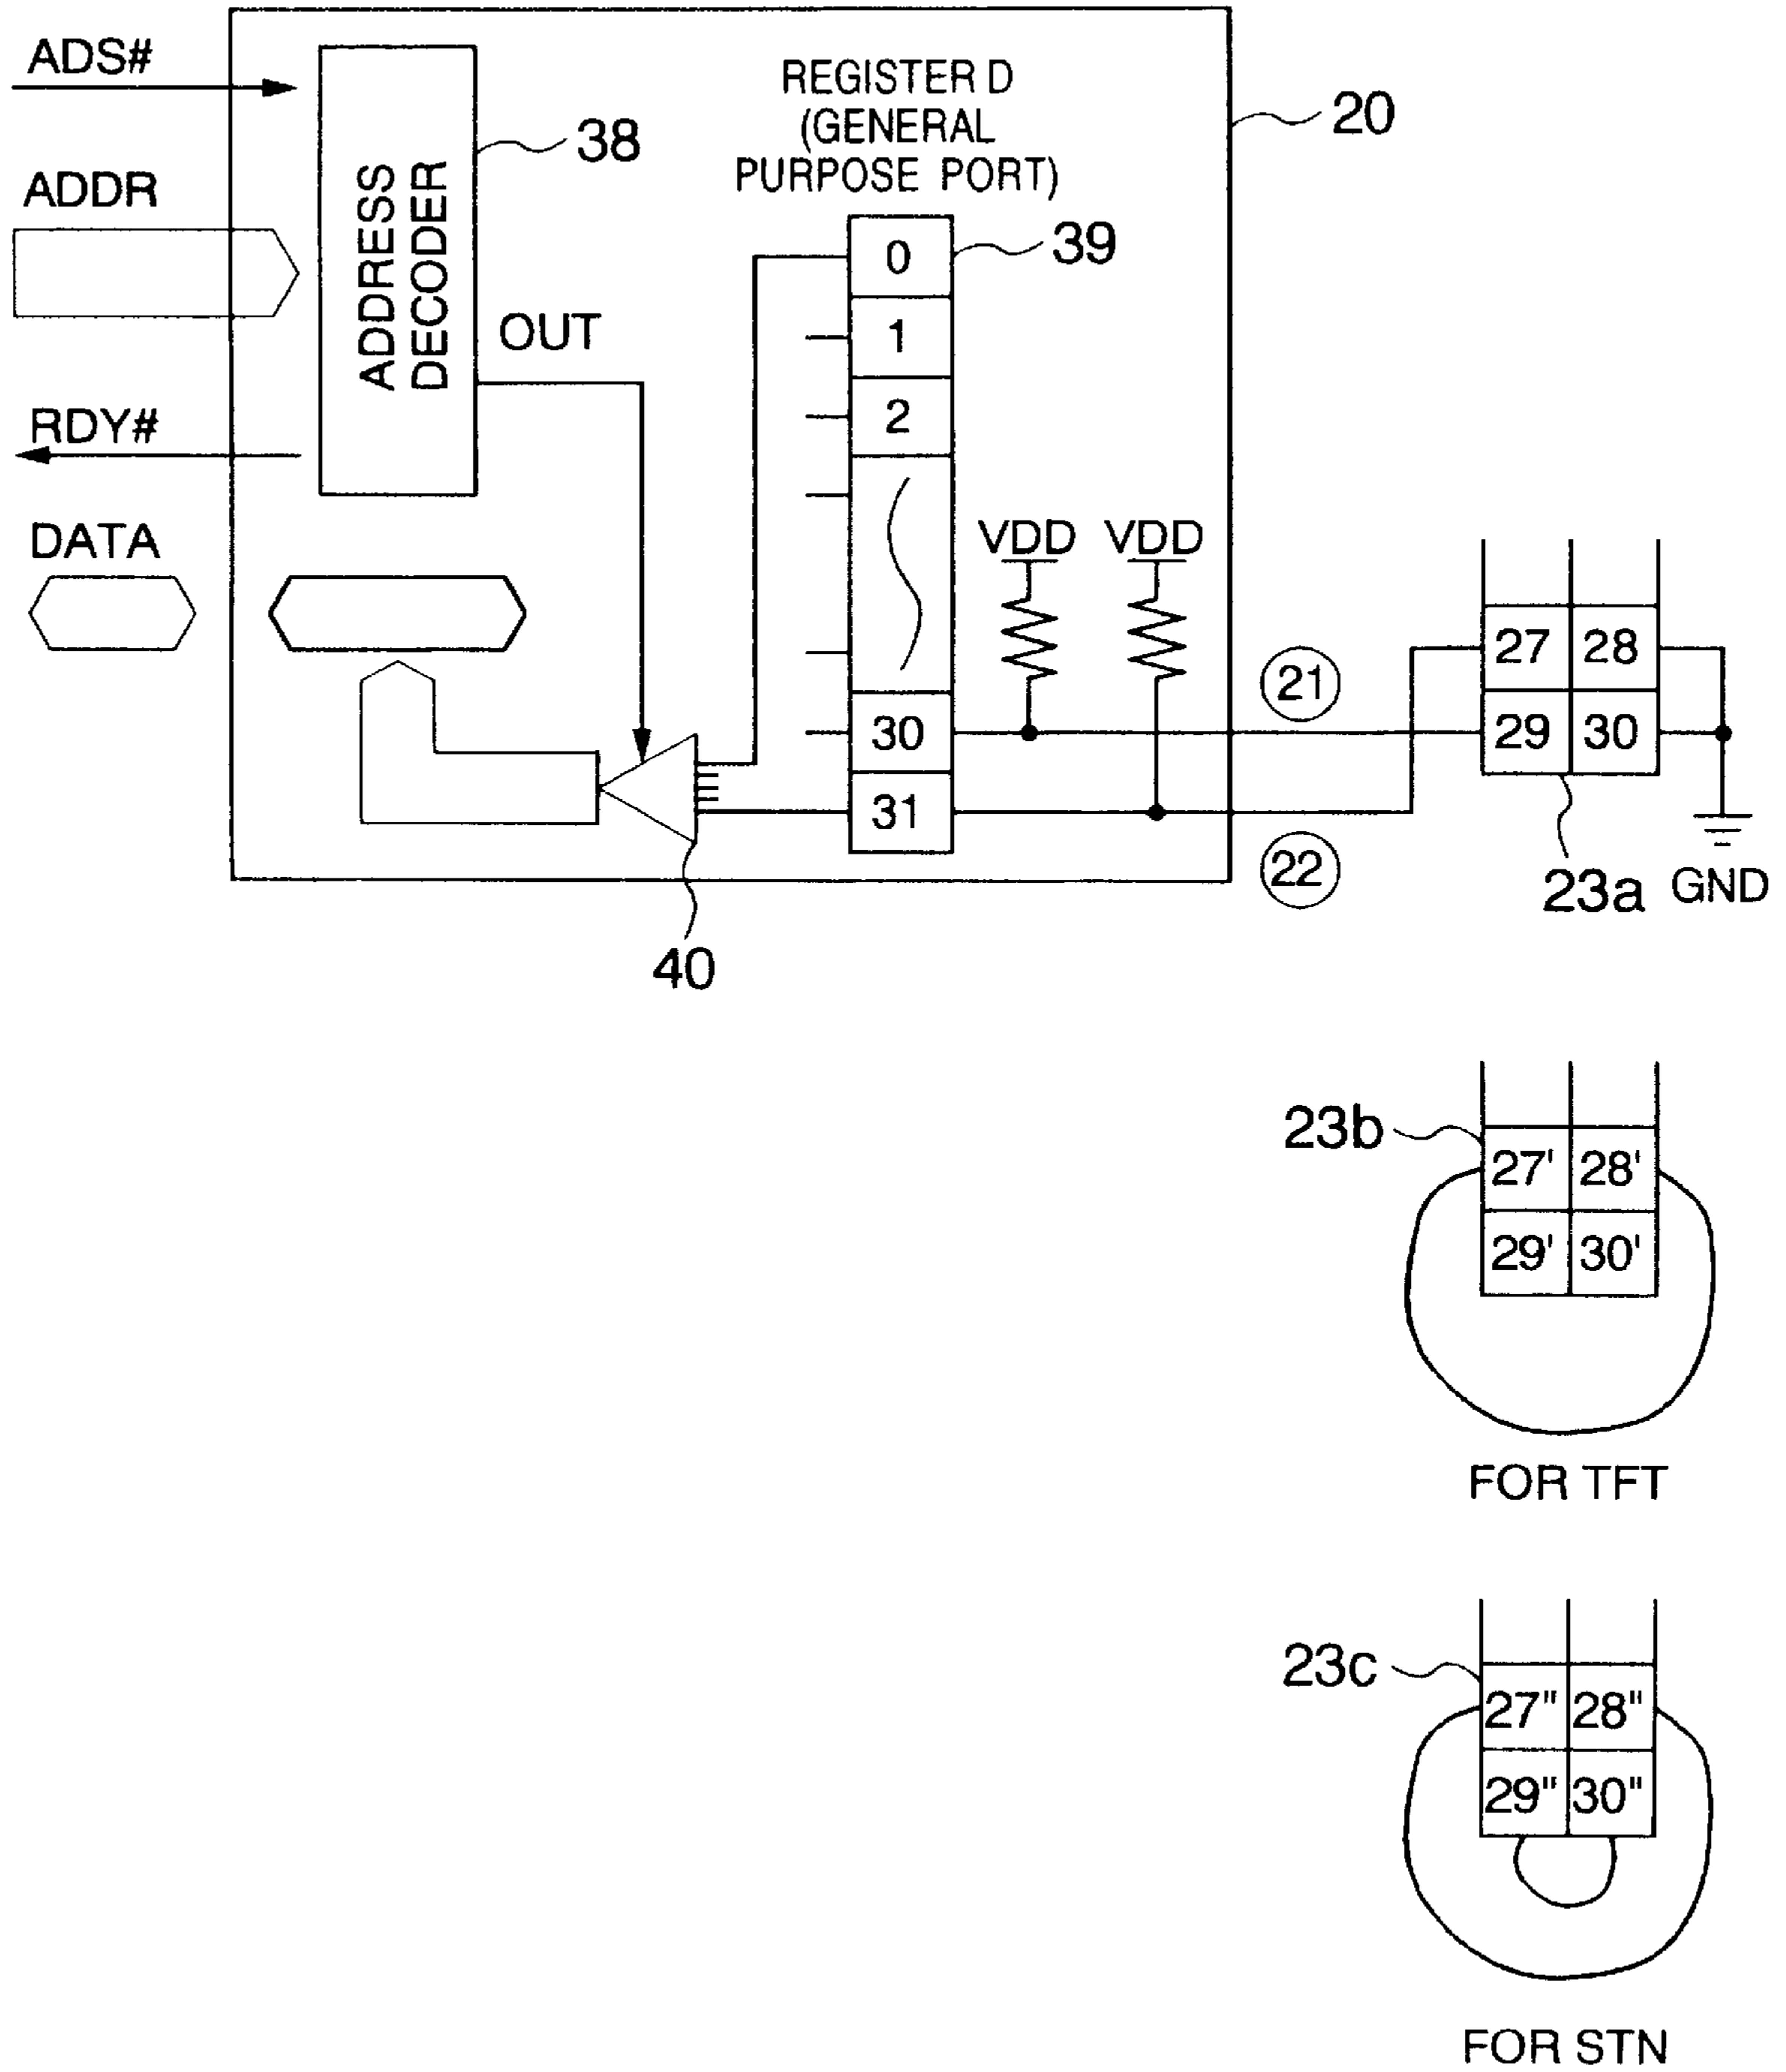 ADS#
ADDR
RDY#
DATA
ADDRESS
DECODER
38
OUT
REGISTER D
(GENERAL
PURPOSE PORT)
20
39
0
1
2
30
31
VDD VDD
21
22
40
27 28
29 30
23a GND
23b
27' 28'
29' 30'
FOR TFT
23c
27" 28"
29" 30"
FOR STN